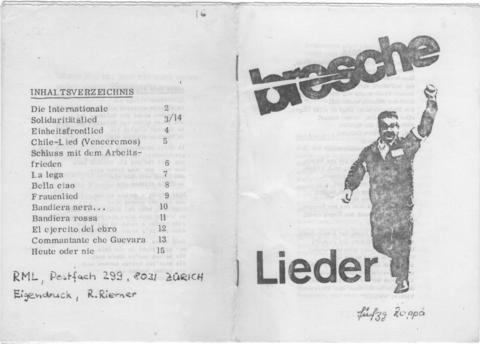 16
INHALTSVERZEICHNIS
Die Internationale 2
Solidaritätslied 3/14
Einheitsfrontlied 4
Chile-Lied (Venceremos) 5
Schluss mit dem Arbeits-
frieden 6
La lega 7
Bella ciao 8
Frauenlied 9
Bandiera nera... 10
Bandiera rossa 11
El ejercito del ebro 12
Commantante che Guevara 13
Heute oder nie 15
RML, Postfach 299, 8031 ZÜRICH
Eigendruck, R.Riemer
bresche
Lieder
füfzg Rappä